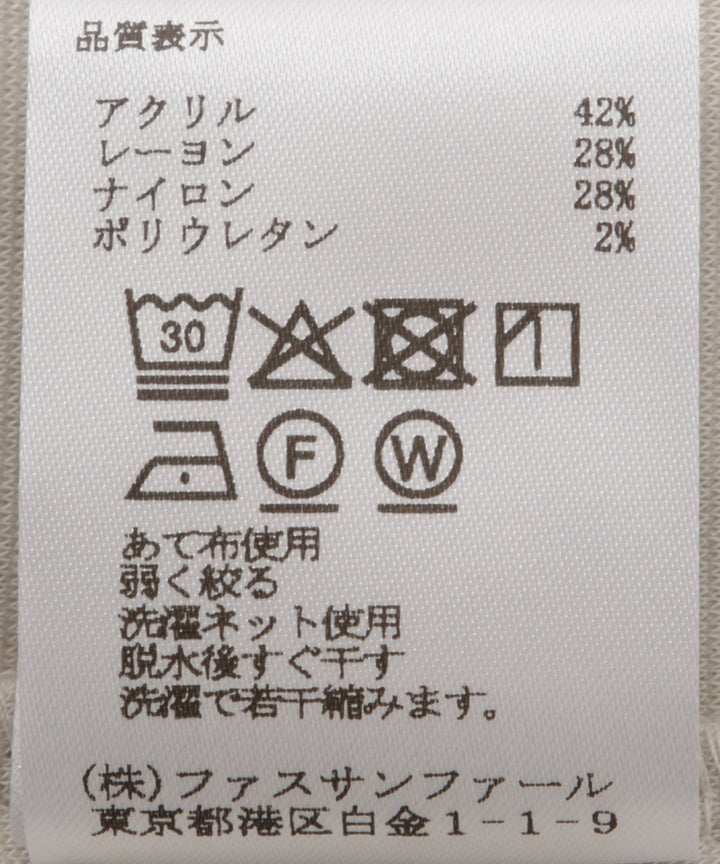 品質表示
アクリル 42%
レーヨン 28%
ナイロン 28%
ポリウレタン 2%
30
F W
あて布使用
弱く絞る
洗濯ネット使用
脱水後すぐ干す
洗濯で若干縮みます。
(株)ファスサンファール
東京都港区白金1-1-9